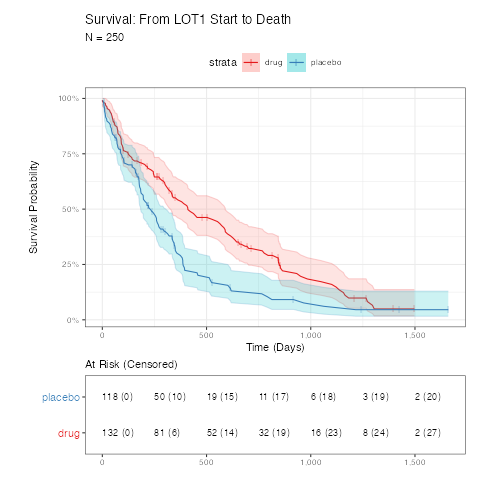 Survival: From LOT1 Start to Death
N = 250
strata drug placebo
100%
75%
50%
25%
0%
Survival Probability
0 500 1,000 1,500
Time (Days)
At Risk (Censored)
placebo 118 (0) 50 (10) 19 (15) 11 (17) 6 (18) 3 (19) 2 (20)
drug 132 (0) 81 (6) 52 (14) 32 (19) 16 (23) 8 (24) 2 (27)
0 500 1,000 1,500